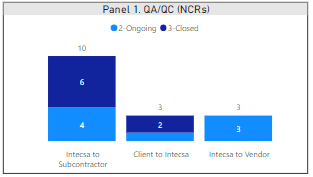 Panel 1. QA/QC (NCRs)
2-Ongoing 3-Closed
10
6
4
3
2
3
3
Intecsa to Subcontractor
Client to Intecsa
Intecsa to Vendor